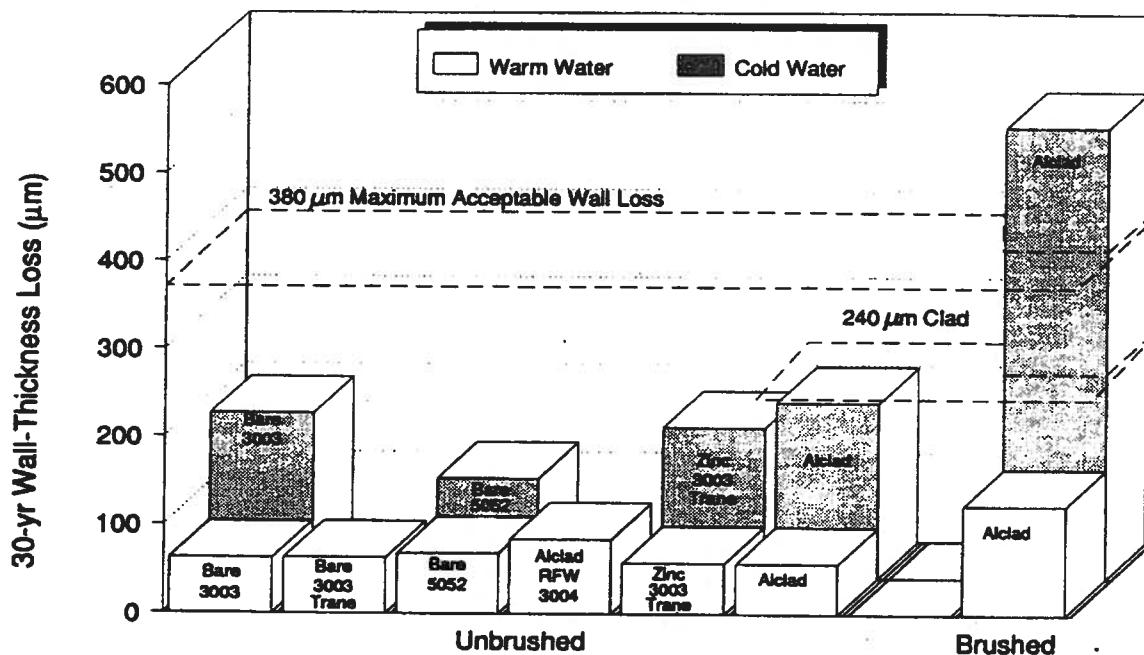 Warm Water
Cold Water
600
500
400
300
200
100
0
30-yr Wall-Thickness Loss (µm)
380 µm Maximum Acceptable Wall Loss
240 µm Clad
Alclad
Bare
3003
Bare
5052
Zinc
3003
Trane
Alclad
Bare
3003
Bare
3003
Trane
Bare
5052
Alclad
RFW
3004
Zinc
3003
Trane
Alclad
Alclad
Unbrushed
Brushed